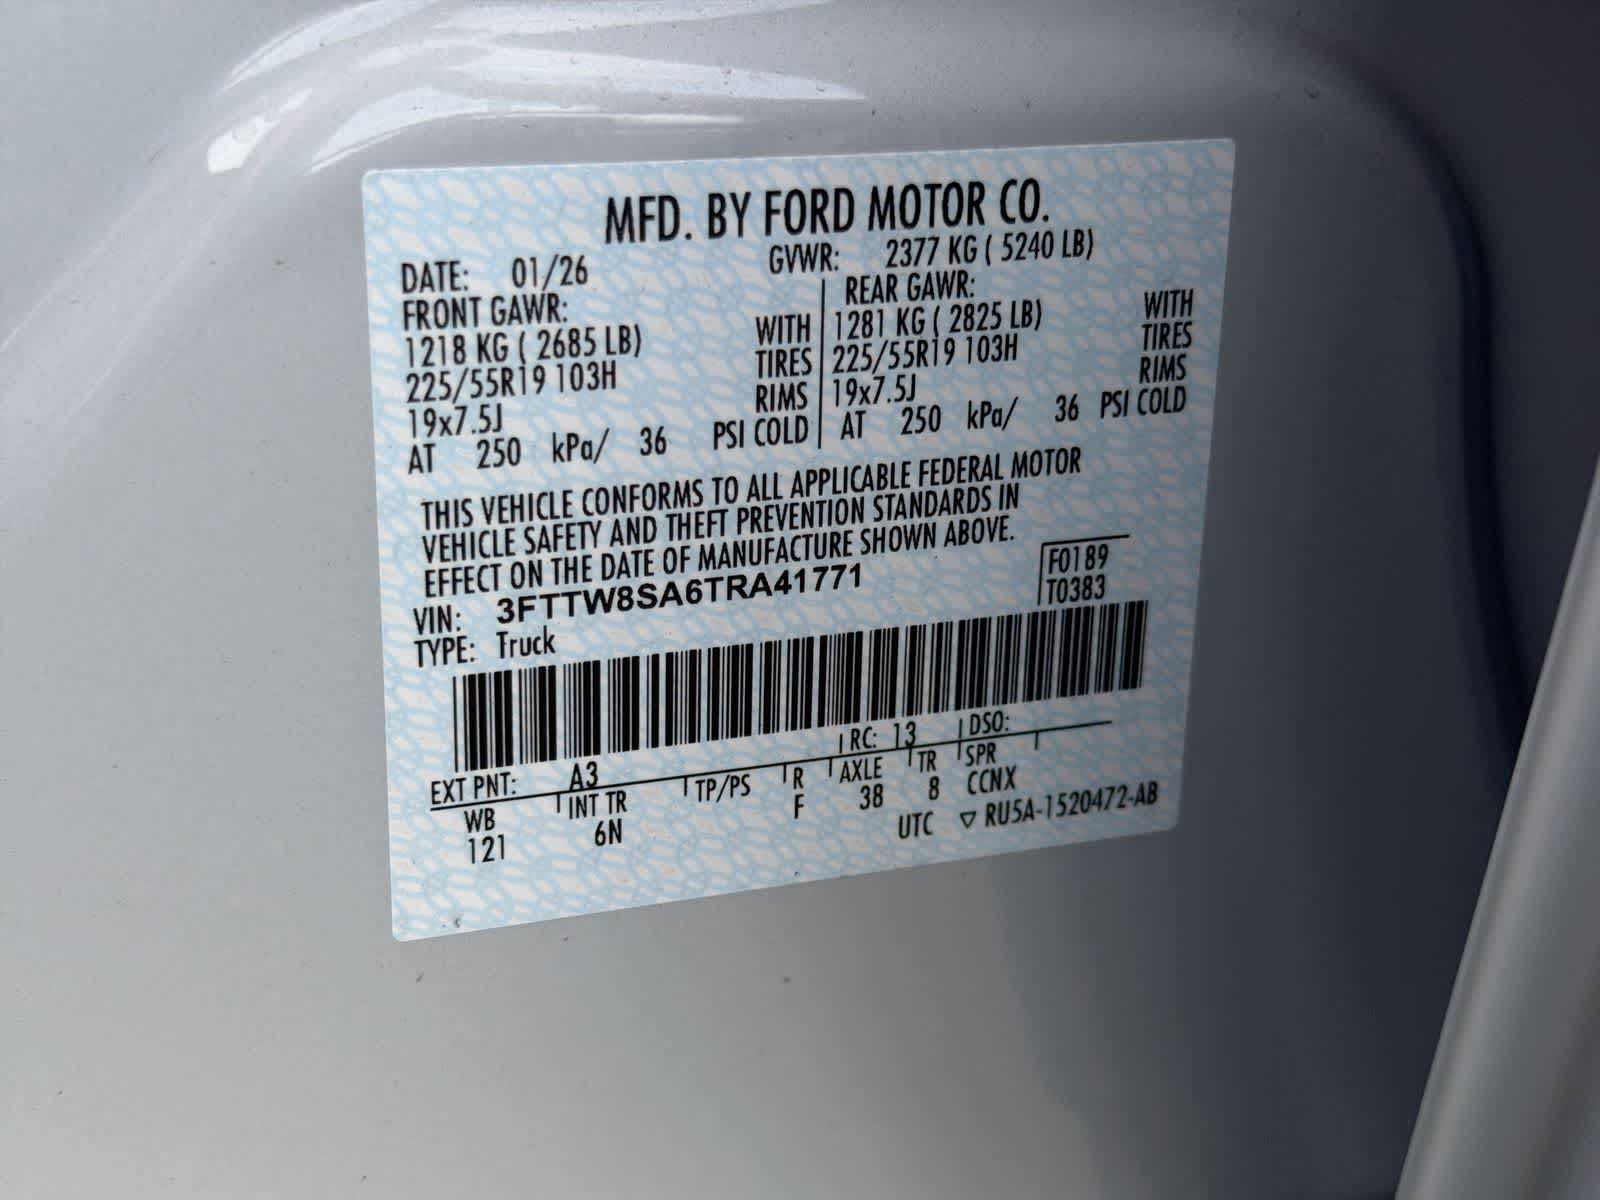 MFD. BY FORD MOTOR CO.
DATE: 01/26 GVWR: 2377 KG ( 5240 LB)
FRONT GAWR: REAR GAWR:
1218 KG ( 2685 LB) WITH 1281 KG ( 2825 LB) WITH
225/55R19 103H TIRES 225/55R19 103H TIRES
19x7.5J RIMS 19x7.5J RIMS
AT 250 kPa/ 36 PSI COLD AT 250 kPa/ 36 PSI COLD
THIS VEHICLE CONFORMS TO ALL APPLICABLE FEDERAL MOTOR
VEHICLE SAFETY AND THEFT PREVENTION STANDARDS IN
EFFECT ON THE DATE OF MANUFACTURE SHOWN ABOVE.
VIN: 3FTTW8SA6TRA41771 F0189
TYPE: Truck T0383
EXT PNT: A3 RC: 13 DSO:
WB INT TR TP/PS R AXLE TR SPR
121 6N F 38 8 CCNX
UTC ▽ RU5A-1520472-AB